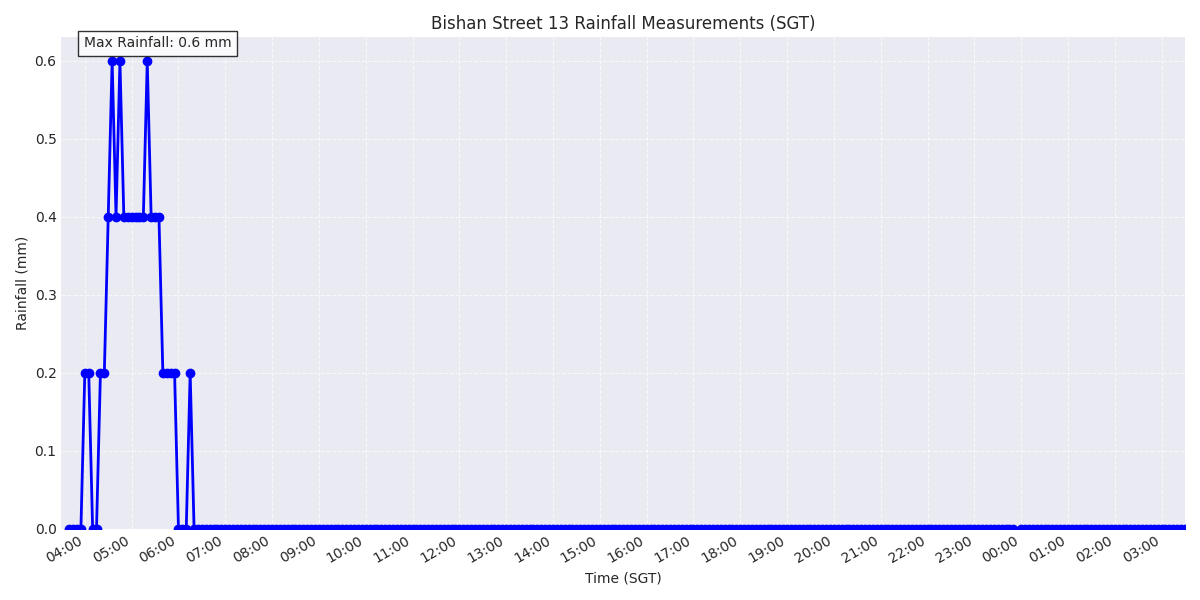 Bishan Street 13 Rainfall Measurements (SGT)
Max Rainfall: 0.6 mm
Rainfall (mm)
0.6
0.5
0.4
0.3
0.2
0.1
0.0
04:00 05:00 06:00 07:00 08:00 09:00 10:00 11:00 12:00 13:00 14:00 15:00 16:00 17:00 18:00 19:00 20:00 21:00 22:00 23:00 00:00 01:00 02:00 03:00
Time (SGT)